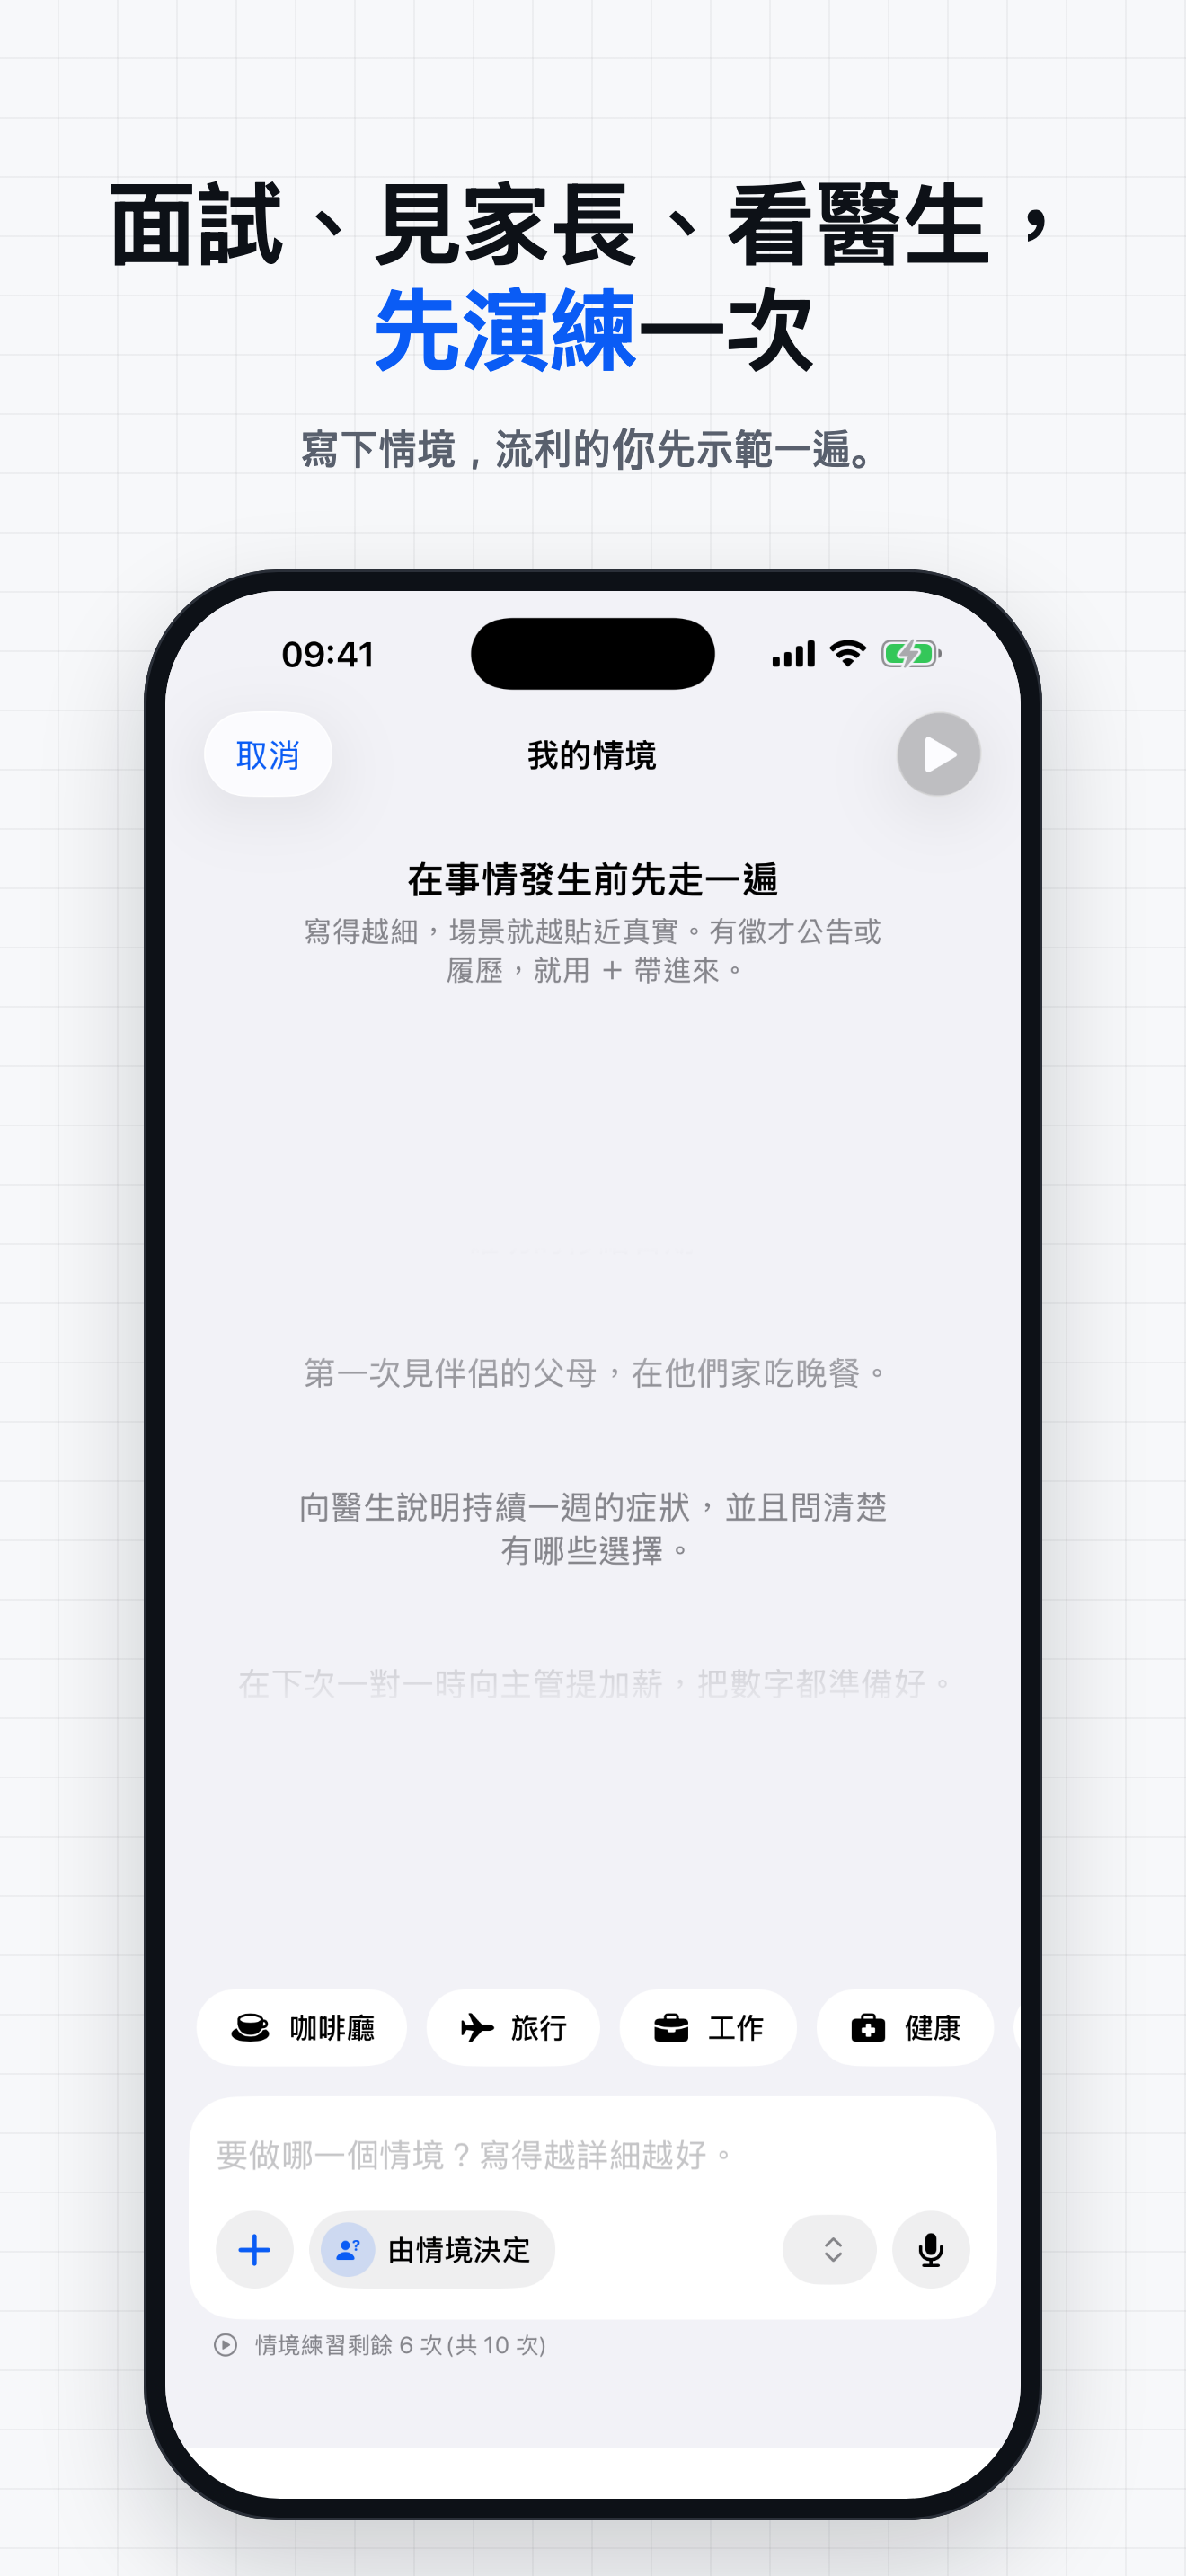 面試、見家長、看醫生，
先演練一次
寫下情境，流利的你先示範一遍。
09:41
取消
我的情境
在事情發生前先走一遍
寫得越細，場景就越貼近真實。有徵才公告或
履歷，就用 + 帶進來。
第一次見伴侶的父母，在他們家吃晚餐。
向醫生說明持續一週的症狀，並且問清楚
有哪些選擇。
在下次一對一時向主管提加薪，把數字都準備好。
咖啡廳
旅行
工作
健康
要做哪一個情境？寫得越詳細越好。
由情境決定
情境練習剩餘 6 次 (共 10 次)